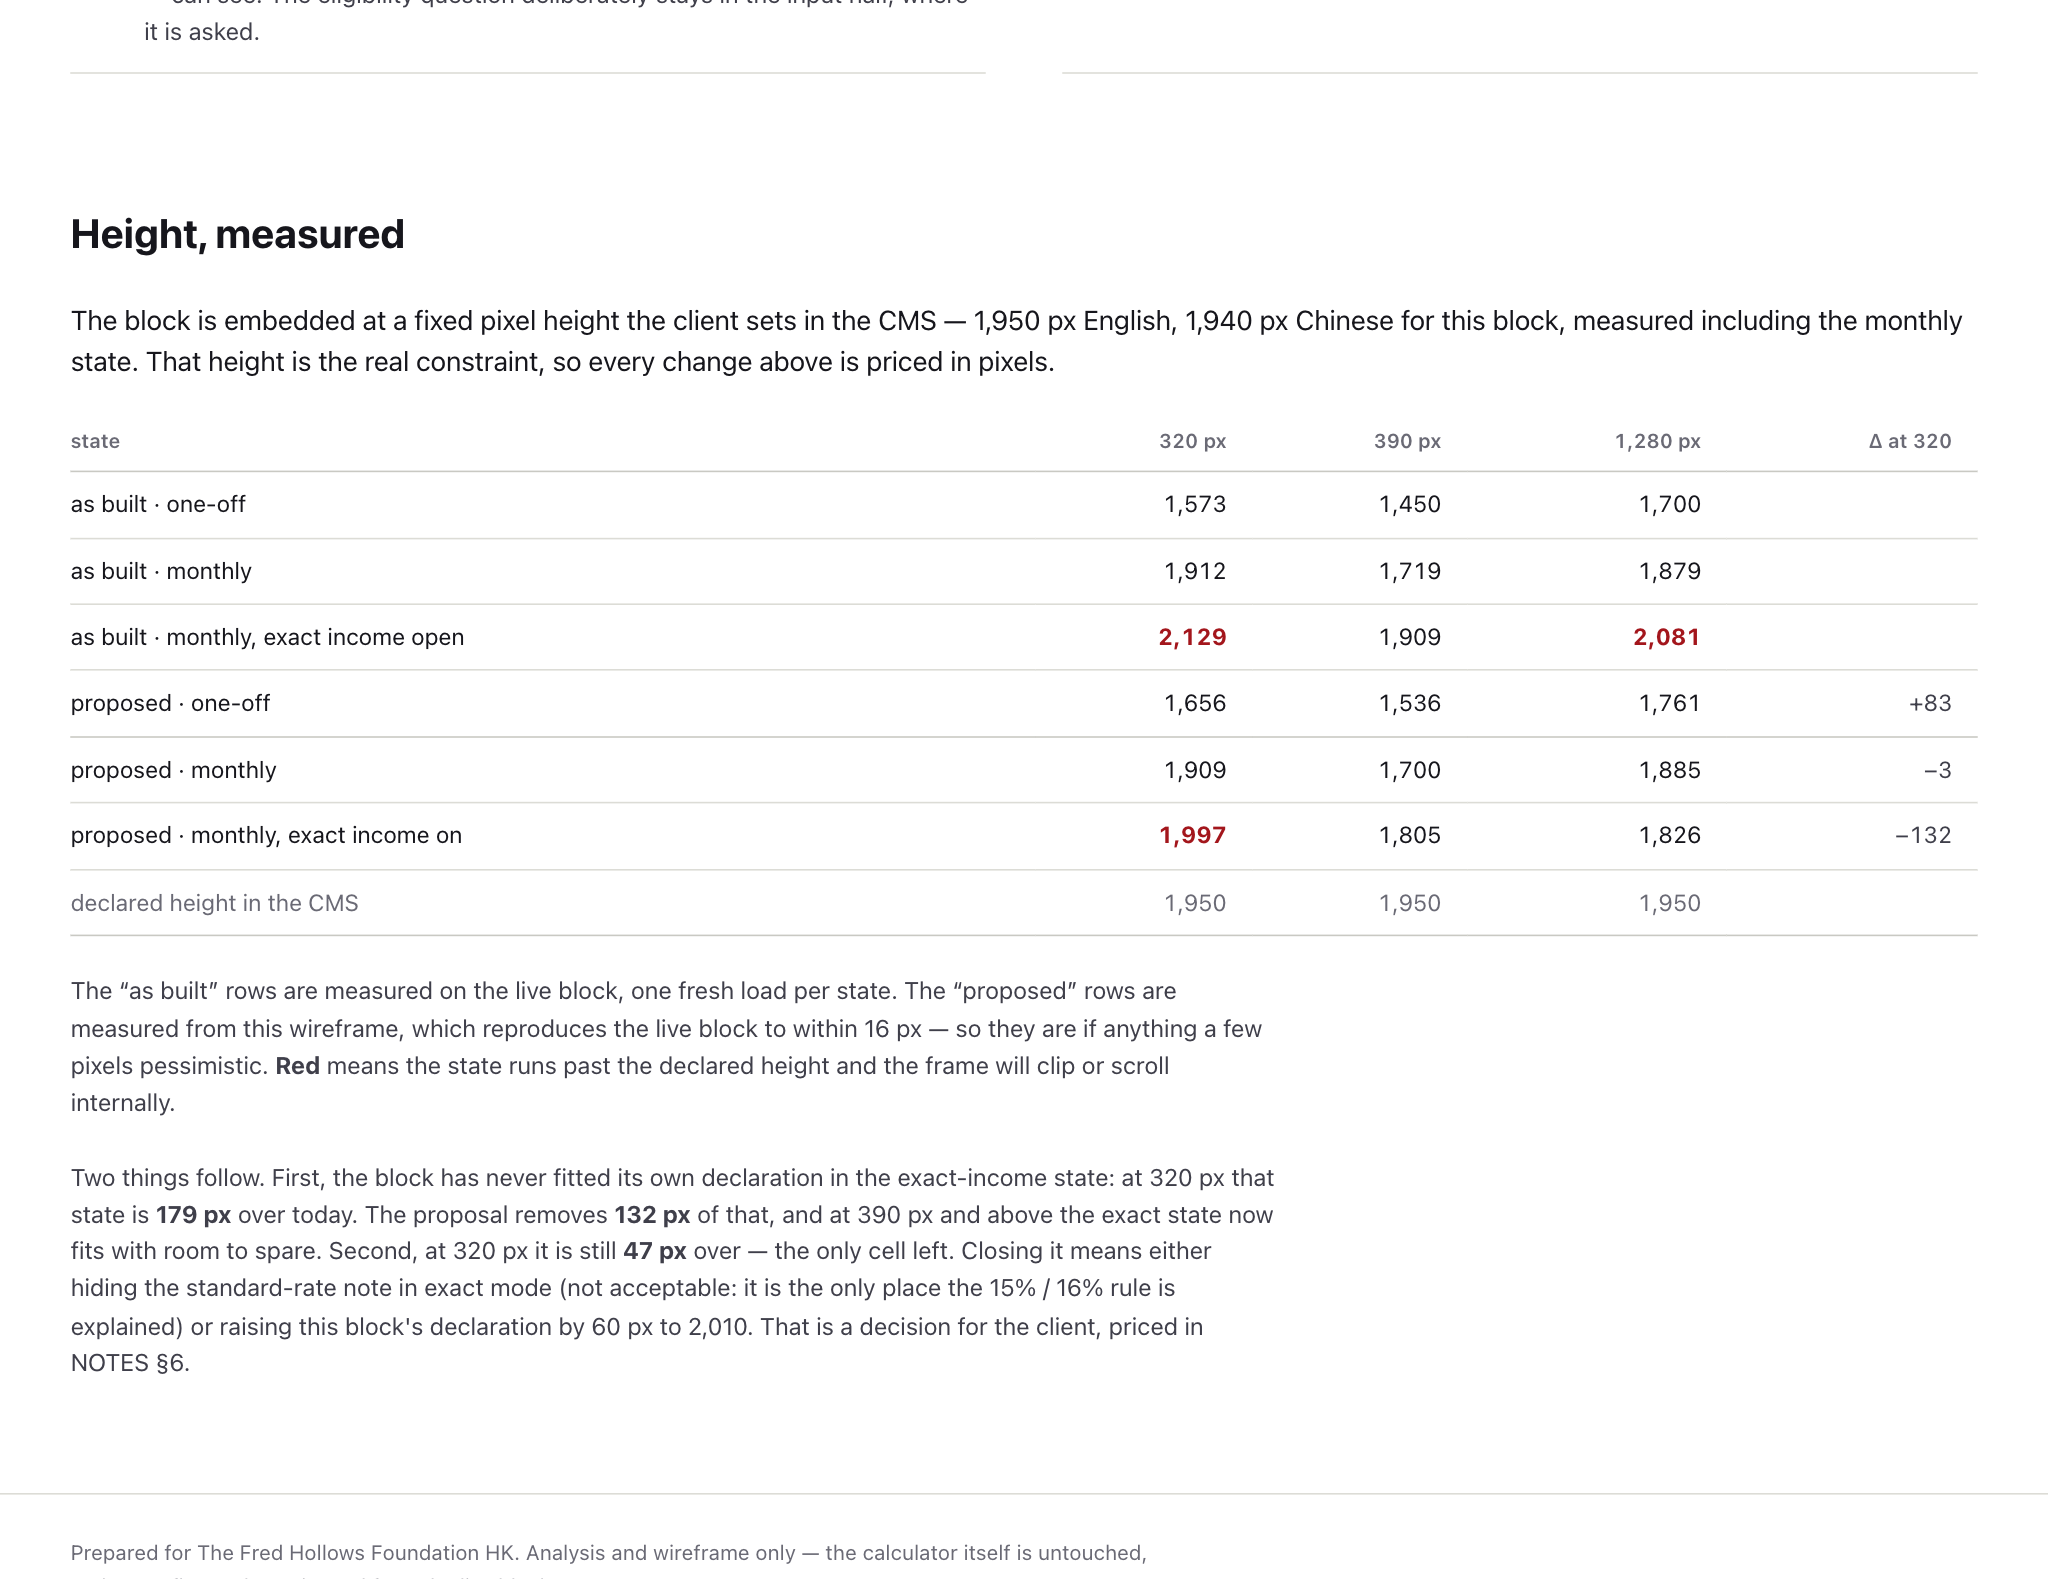 can see. The eligibility question deliberately stays in the input half, where
it is asked.
Height, measured
The block is embedded at a fixed pixel height the client sets in the CMS — 1,950 px English, 1,940 px Chinese for this block, measured including the monthly
state. That height is the real constraint, so every change above is priced in pixels.
state 320 px 390 px 1,280 px Δ at 320
as built · one-off 1,573 1,450 1,700
as built · monthly 1,912 1,719 1,879
as built · monthly, exact income open 2,129 1,909 2,081
proposed · one-off 1,656 1,536 1,761 +83
proposed · monthly 1,909 1,700 1,885 −3
proposed · monthly, exact income on 1,997 1,805 1,826 −132
declared height in the CMS 1,950 1,950 1,950
The “as built” rows are measured on the live block, one fresh load per state. The “proposed” rows are
measured from this wireframe, which reproduces the live block to within 16 px — so they are if anything a few
pixels pessimistic. Red means the state runs past the declared height and the frame will clip or scroll
internally.
Two things follow. First, the block has never fitted its own declaration in the exact-income state: at 320 px that
state is 179 px over today. The proposal removes 132 px of that, and at 390 px and above the exact state now
fits with room to spare. Second, at 320 px it is still 47 px over — the only cell left. Closing it means either
hiding the standard-rate note in exact mode (not acceptable: it is the only place the 15% / 16% rule is
explained) or raising this block's declaration by 60 px to 2,010. That is a decision for the client, priced in
NOTES §6.
Prepared for The Fred Hollows Foundation HK. Analysis and wireframe only — the calculator itself is untouched,